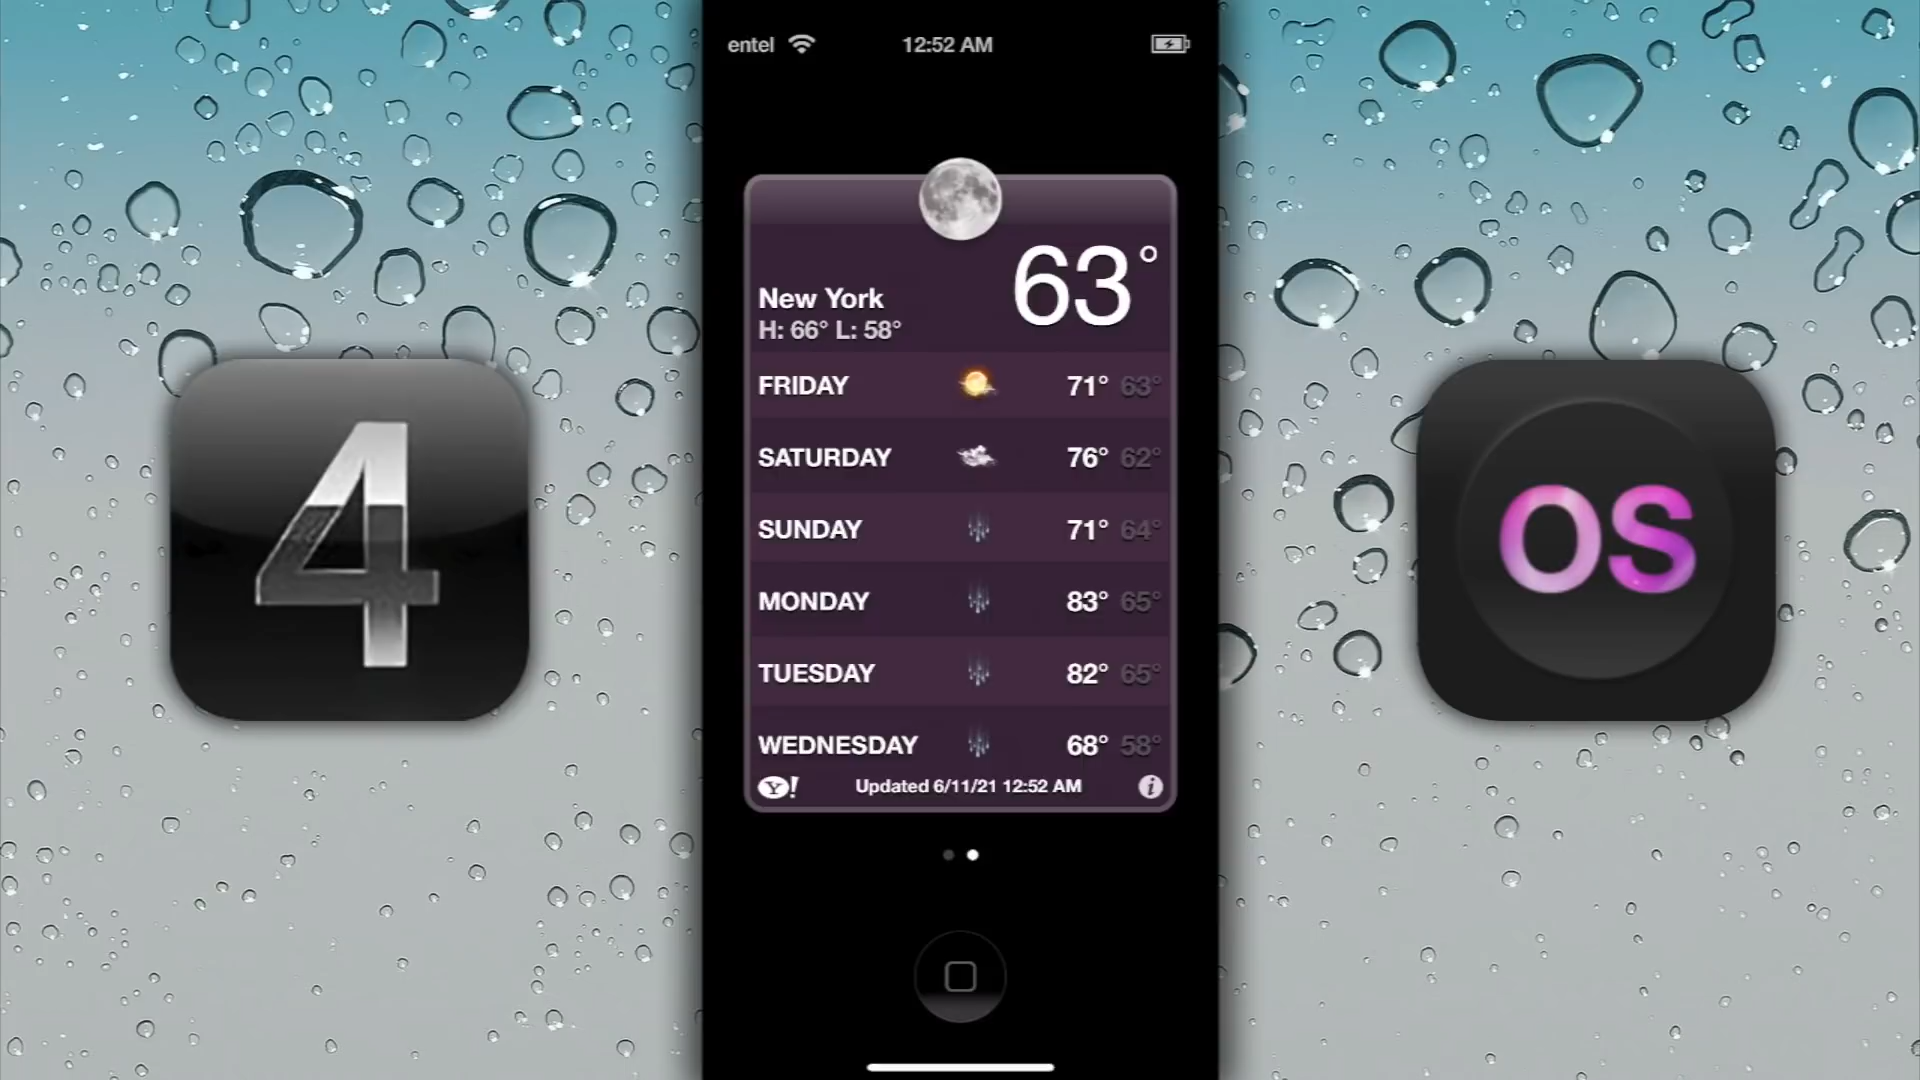 entel 12:52 AM
63°
New York
H: 66° L: 58°
FRIDAY 71° 63°
SATURDAY 76° 62°
SUNDAY 71° 64°
MONDAY 83° 65°
TUESDAY 82° 65°
WEDNESDAY 68° 58°
Y! Updated 6/11/21 12:52 AM i
4
OS